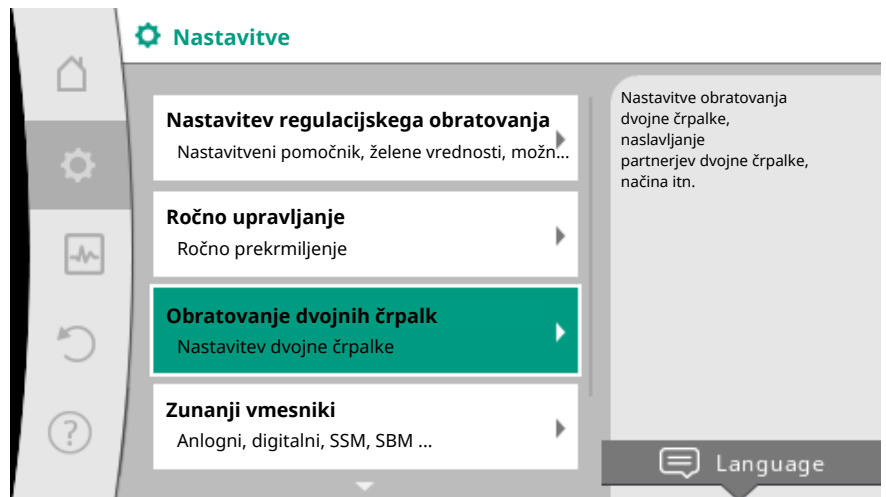 Nastavitve
Nastavitev regulacijskega obratovanja
Nastavitveni pomočnik, želene vrednosti, možn...
Ročno upravljanje
Ročno prekrmiljenje
Obratovanje dvojnih črpalk
Nastavitev dvojne črpalke
Zunanji vmesniki
Anlogni, digitalni, SSM, SBM ...
Nastavitve obratovanja
dvojne črpalke,
naslavljanje
partnerjev dvojne črpalke,
načina itn.
Language